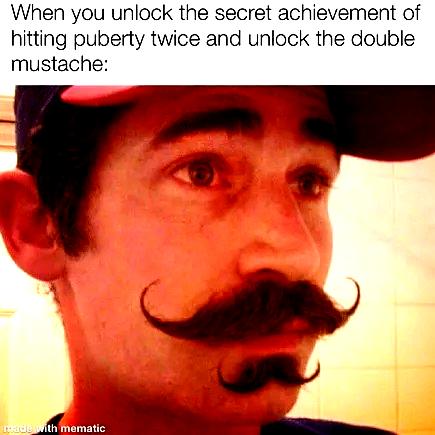 When you unlock the secret achievement of
hitting puberty twice and unlock the double
mustache:
made with mematic